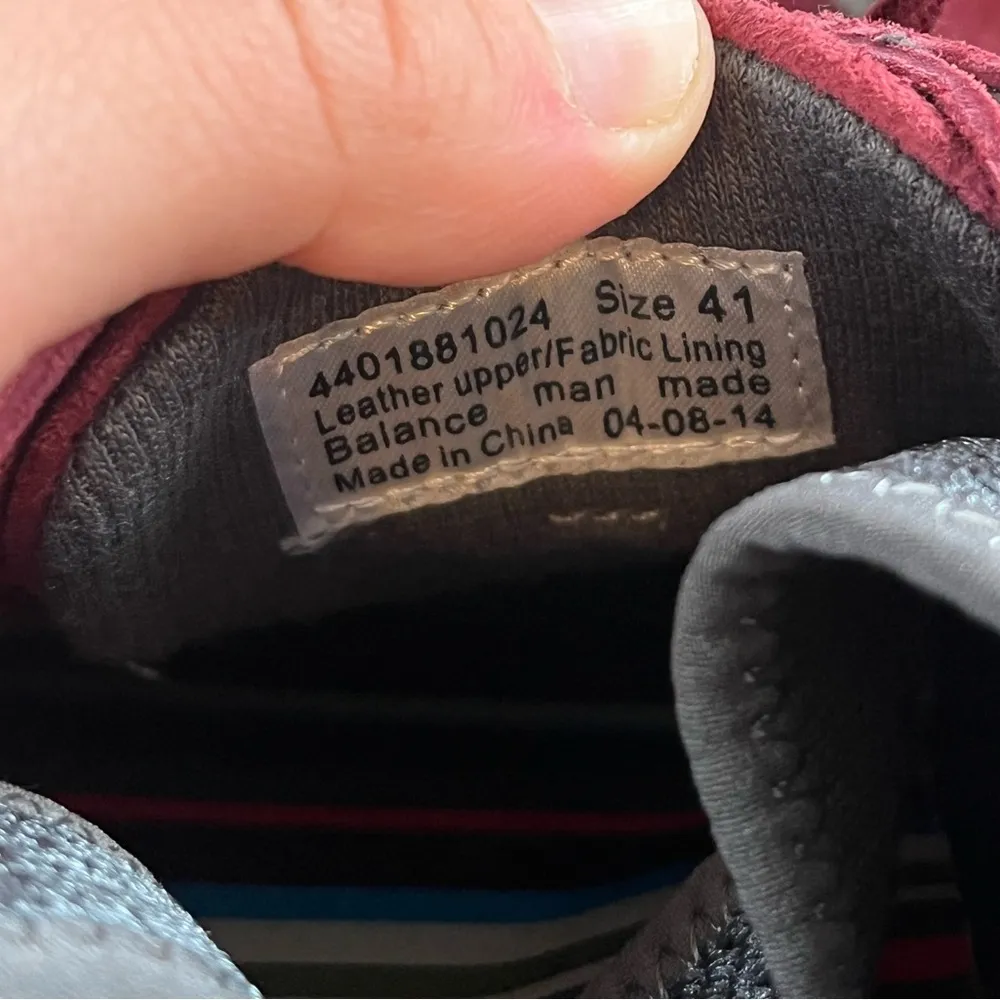 4401881024 Size 41
Leather upper/Fabric Lining
Balance man made
Made in China 04-08-14